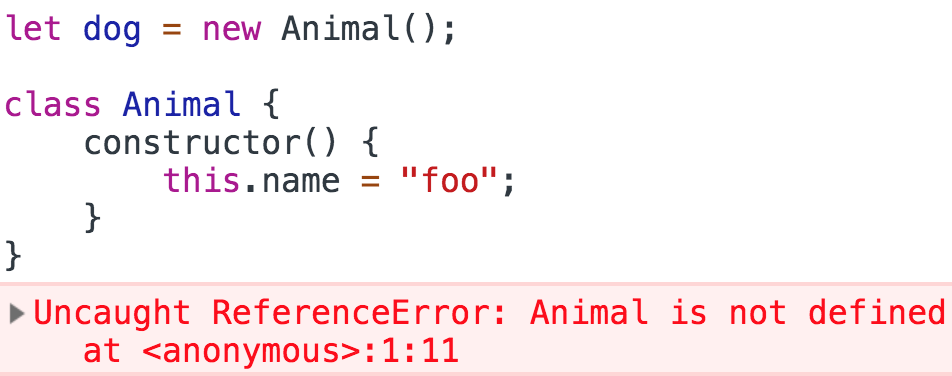 let dog = new Animal();
class Animal {
    constructor() {
        this.name = "foo";
    }
}
Uncaught ReferenceError: Animal is not defined
    at <anonymous>:1:11